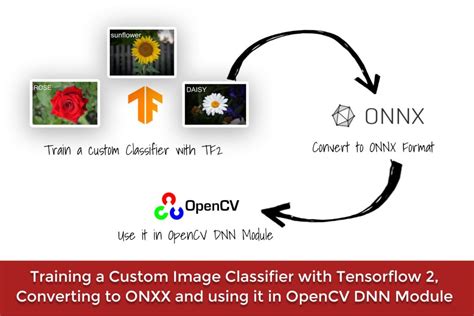 sunflower
ROSE
DAISY
Train a custom Classifier with TF2
ONNX
Convert to ONNX Format
OpenCV
Use it in OpenCV DNN Module
Training a Custom Image Classifier with Tensorflow 2,
Converting to ONXX and using it in OpenCV DNN Module